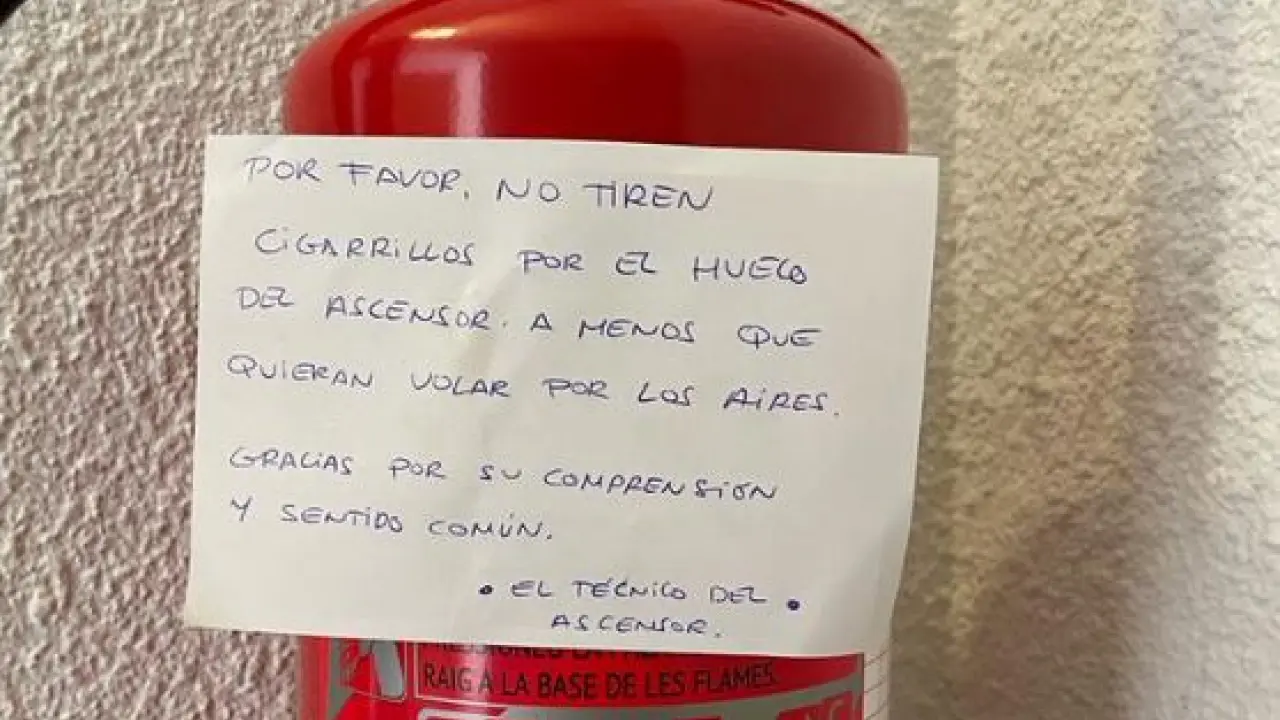 POR FAVOR, NO TIREN
CIGARRILLOS POR EL HUECO
DEL ASCENSOR. A MENOS QUE
QUIERAN VOLAR POR LOS AIRES.
GRACIAS POR SU COMPRENSIÓN
Y SENTIDO COMÚN.
• EL TÉCNICO DEL •
ASCENSOR.
RAIG A LA BASE DE LES FLAMES.